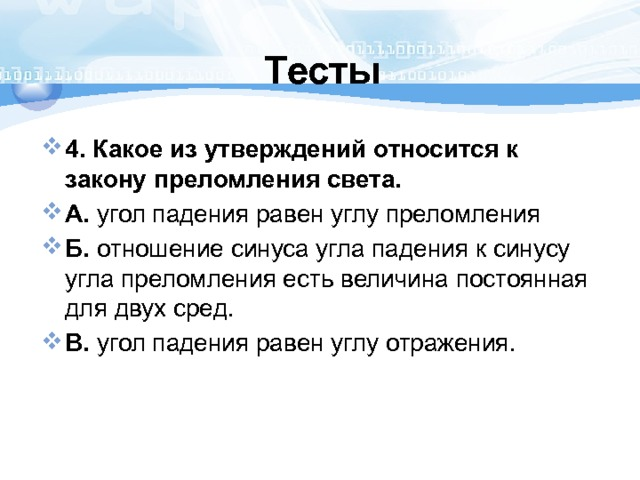 Тесты
4. Какое из утверждений относится к
закону преломления света.
А. угол падения равен углу преломления
Б. отношение синуса угла падения к синусу
угла преломления есть величина постоянная
для двух сред.
В. угол падения равен углу отражения.